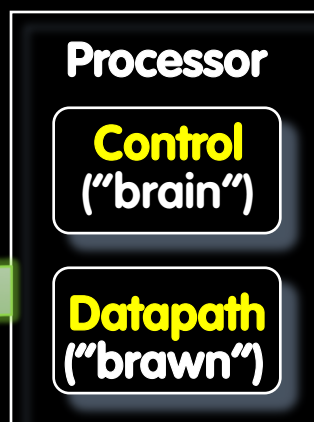 Processor
Control
("brain")
Datapath
("brawn")